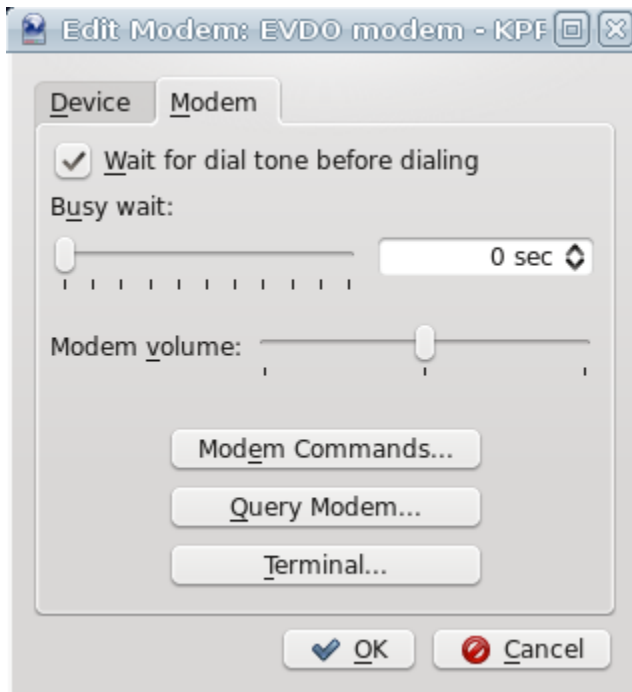 Edit Modem: EVDO modem - KPP
Device Modem
Wait for dial tone before dialing
Busy wait:
0 sec
Modem volume:
Modem Commands...
Query Modem...
Terminal...
OK Cancel